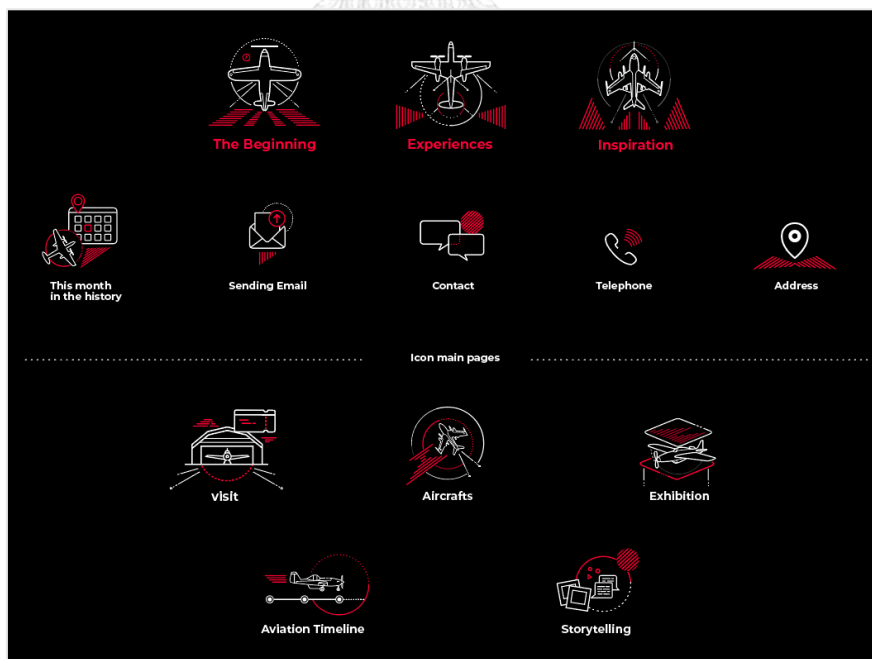 The Beginning
Experiences
Inspiration
This month
in the history
Sending Email
Contact
Telephone
Address
Icon main pages
visit
Aircrafts
Exhibition
Aviation Timeline
Storytelling